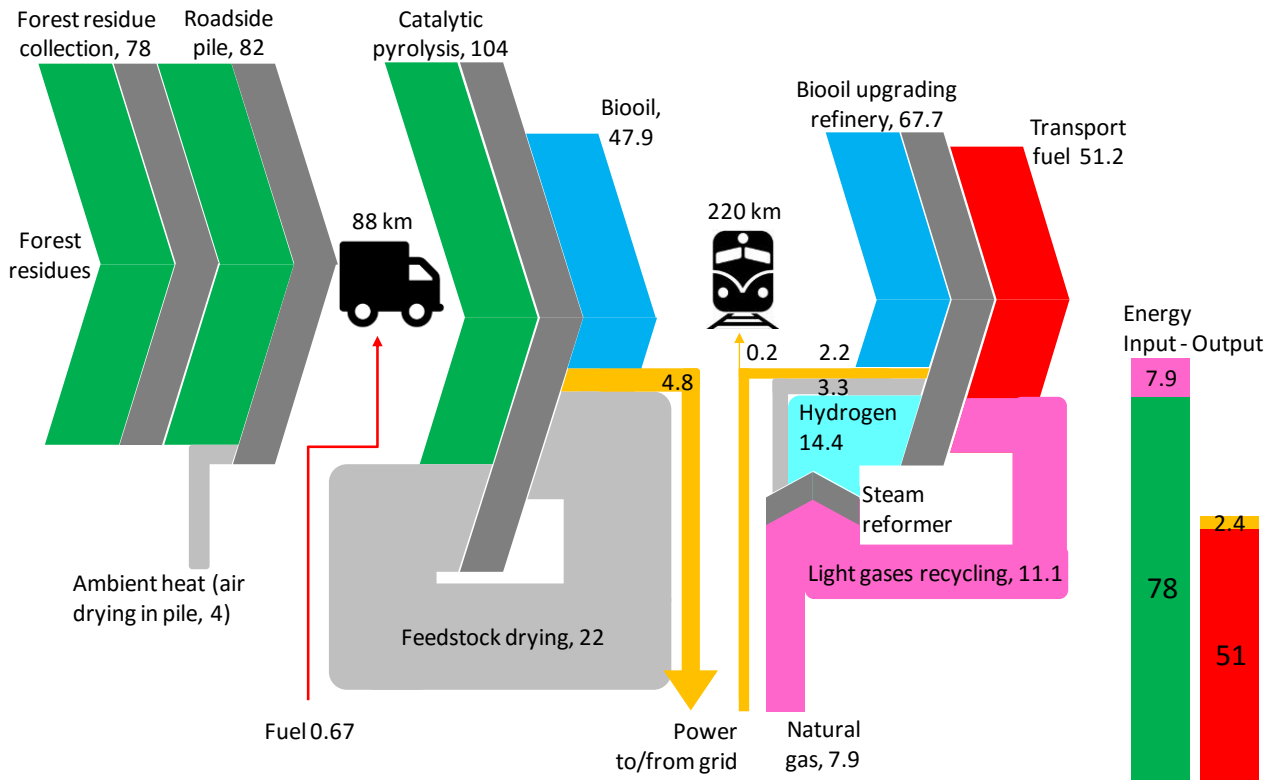 Forest residue
collection, 78
Roadside
pile, 82
Catalytic
pyrolysis, 104
Biooil,
47.9
Biooil upgrading
refinery, 67.7
Transport
fuel 51.2
Forest
residues
88 km
220 km
0.2
2.2
3.3
4.8
Hydrogen
14.4
Steam
reformer
Light gases recycling, 11.1
Ambient heat (air
drying in pile, 4)
Feedstock drying, 22
Fuel 0.67
Power
to/from grid
Natural
gas, 7.9
Energy
Input - Output
7.9
2.4
78
51